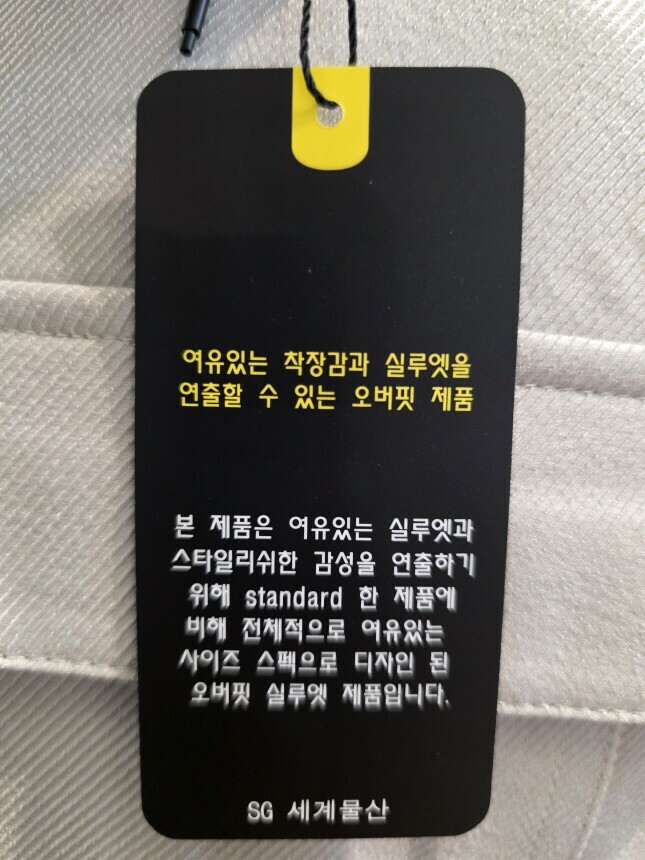 여유있는 착장감과 실루엣을
연출할 수 있는 오버핏 제품
본 제품은 여유있는 실루엣과
스타일리쉬한 감성을 연출하기
위해 standard 한 제품에
비해 전체적으로 여유있는
사이즈 스펙으로 디자인 된
오버핏 실루엣 제품입니다.
SG 세계물산